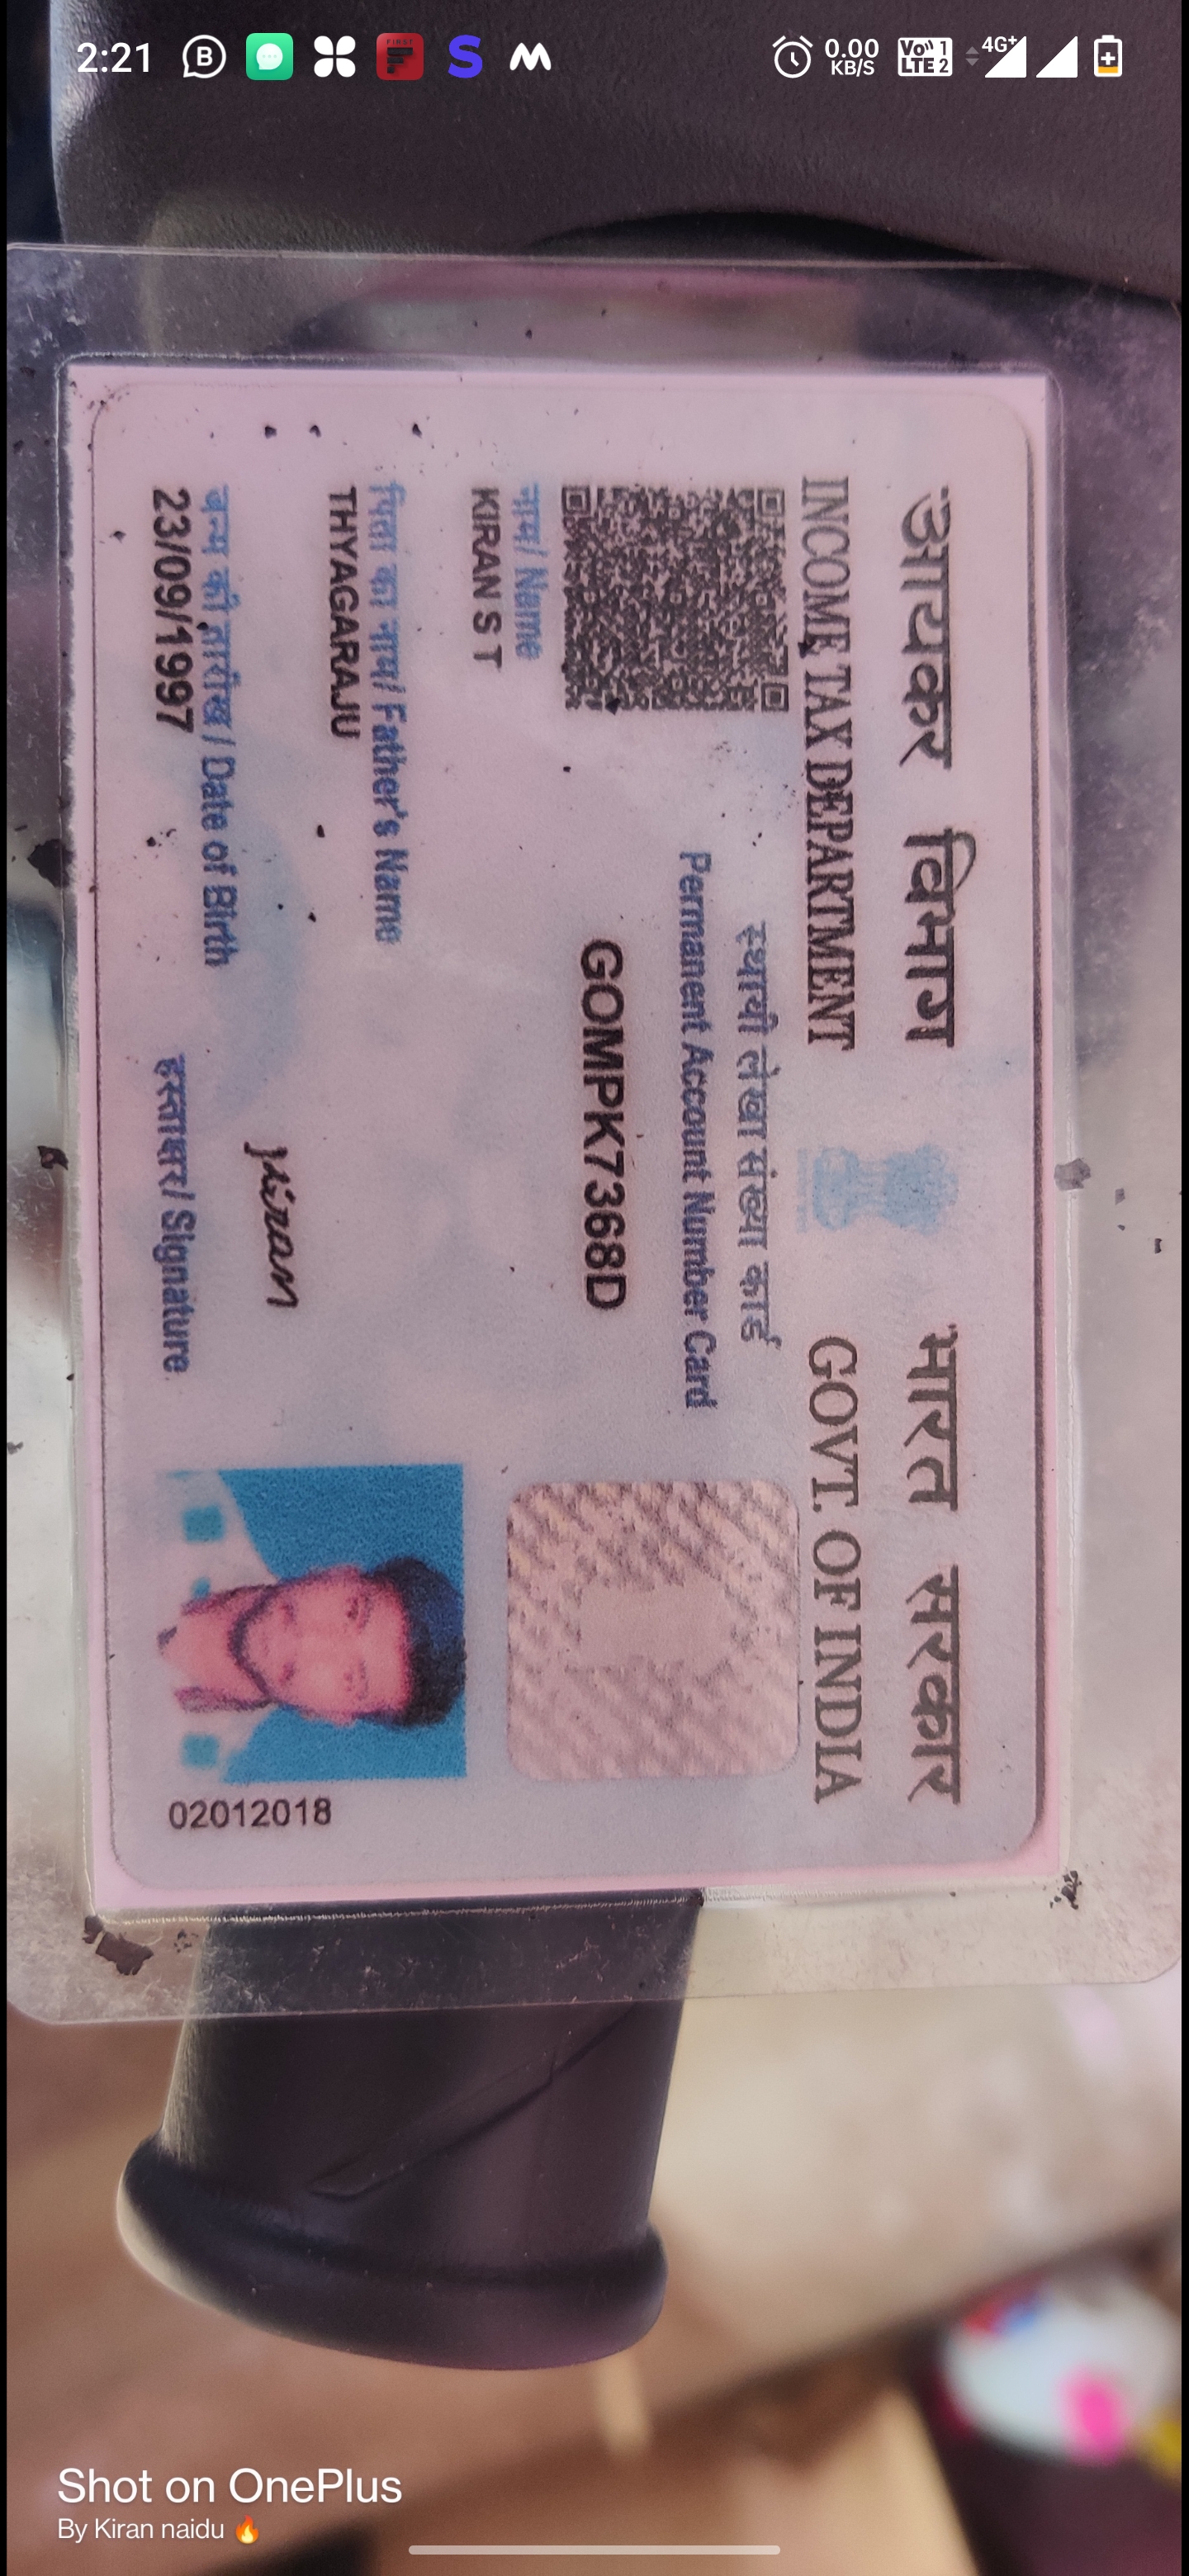 2:21
0.00
KB/S
Vo 1
LTE 2
4G+
आयकर विभाग
भारत सरकार
INCOME TAX DEPARTMENT
GOVT. OF INDIA
स्थायी लेखा संख्या कार्ड
Permanent Account Number Card
GOMPK7368D
नाम/ Name
KIRAN S T
पिता का नाम/ Father's Name
THYAGARAJU
जन्म की तारीख / Date of Birth
23/09/1997
kiran
हस्ताक्षर/ Signature
02012018
Shot on OnePlus
By Kiran naidu 🔥